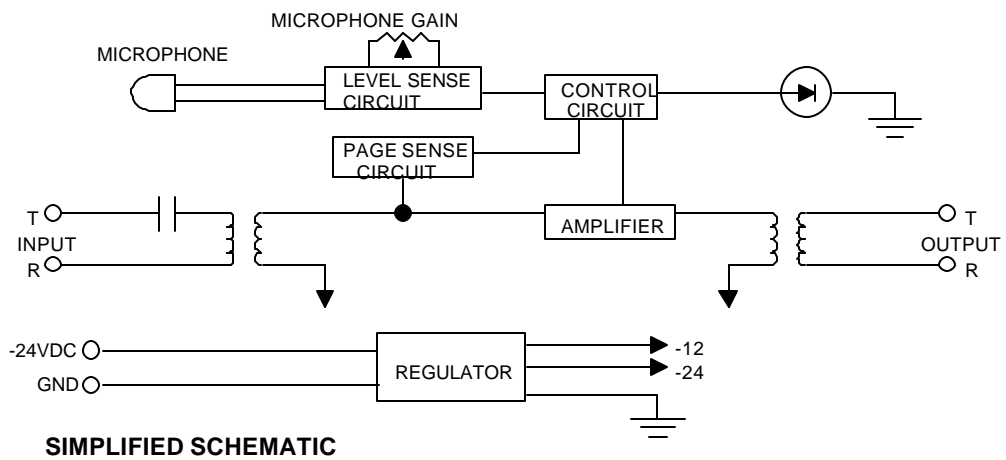 MICROPHONE GAIN
MICROPHONE
LEVEL SENSE
CIRCUIT
CONTROL
CIRCUIT
PAGE SENSE
CIRCUIT
T
INPUT
R
AMPLIFIER
T
OUTPUT
R
-24VDC
GND
REGULATOR
-12
-24
SIMPLIFIED SCHEMATIC